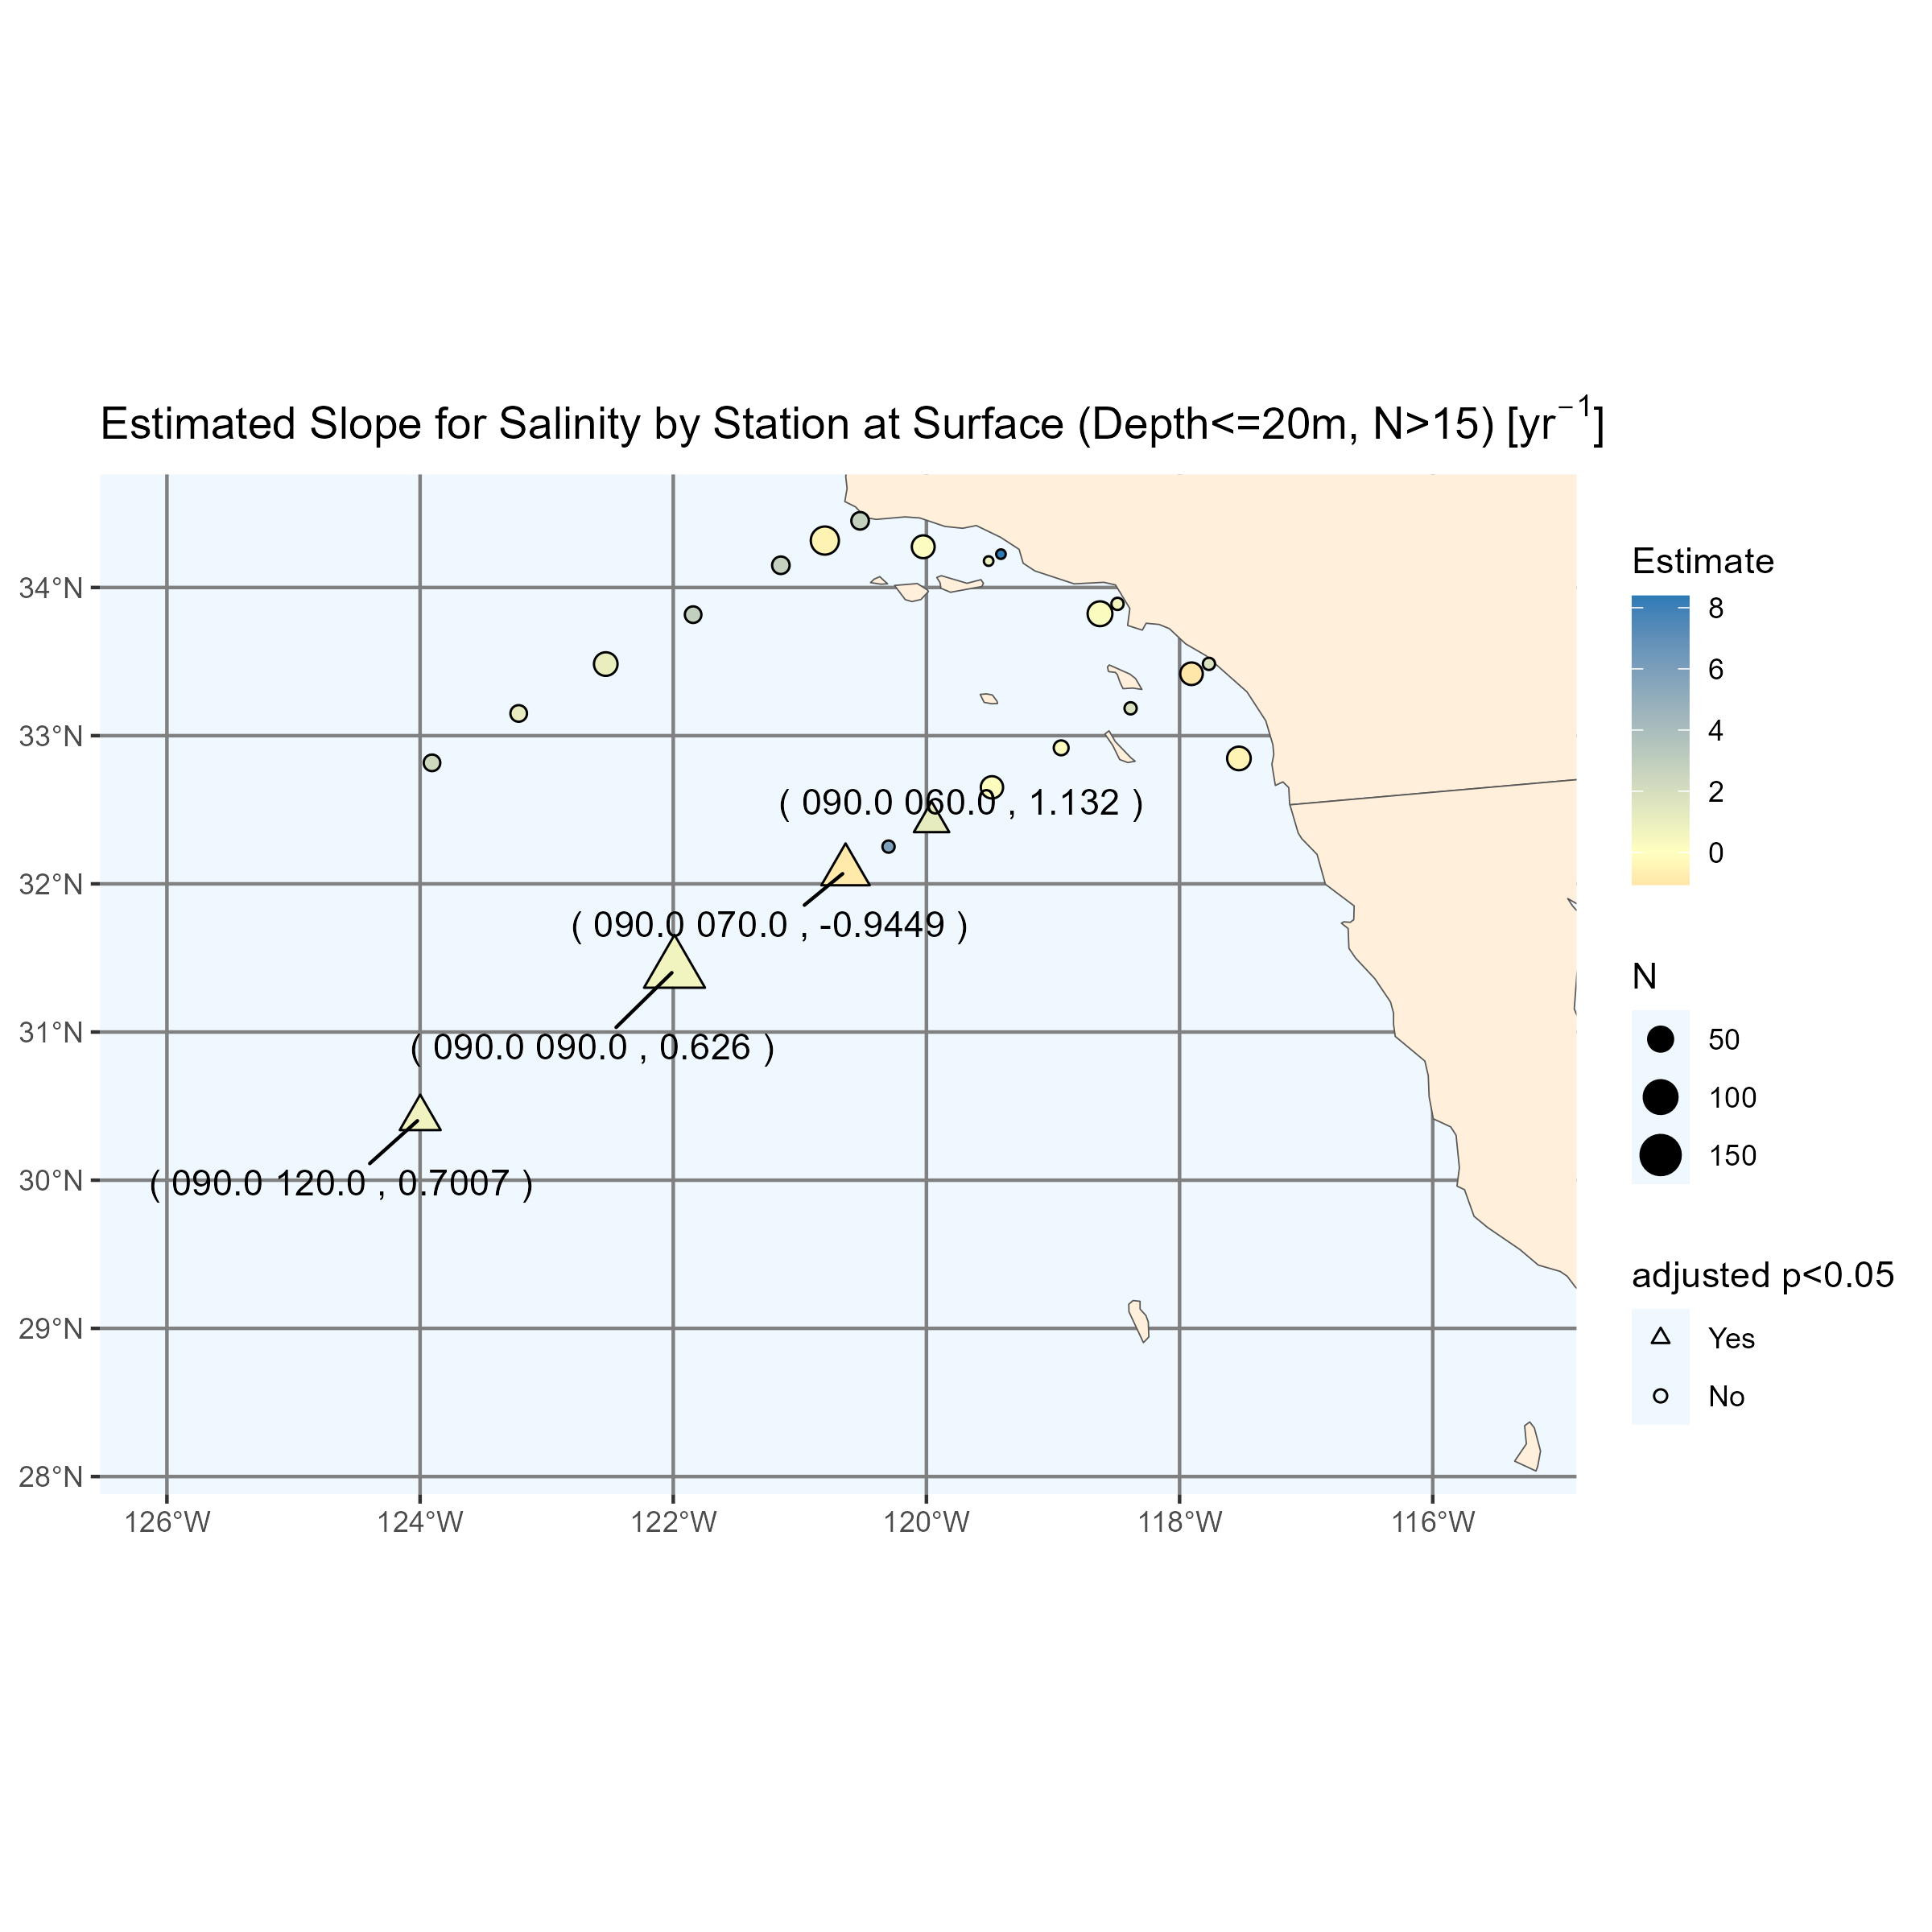 Estimated Slope for Salinity by Station at Surface (Depth<=20m, N>15) [yr⁻¹]
34°N
33°N
32°N
31°N
30°N
29°N
28°N
126°W
124°W
122°W
120°W
118°W
116°W
( 090.0 060.0 , 1.132 )
( 090.0 070.0 , -0.9449 )
( 090.0 090.0 , 0.626 )
( 090.0 120.0 , 0.7007 )
Estimate
8
6
4
2
0
N
50
100
150
adjusted p<0.05
Yes
No